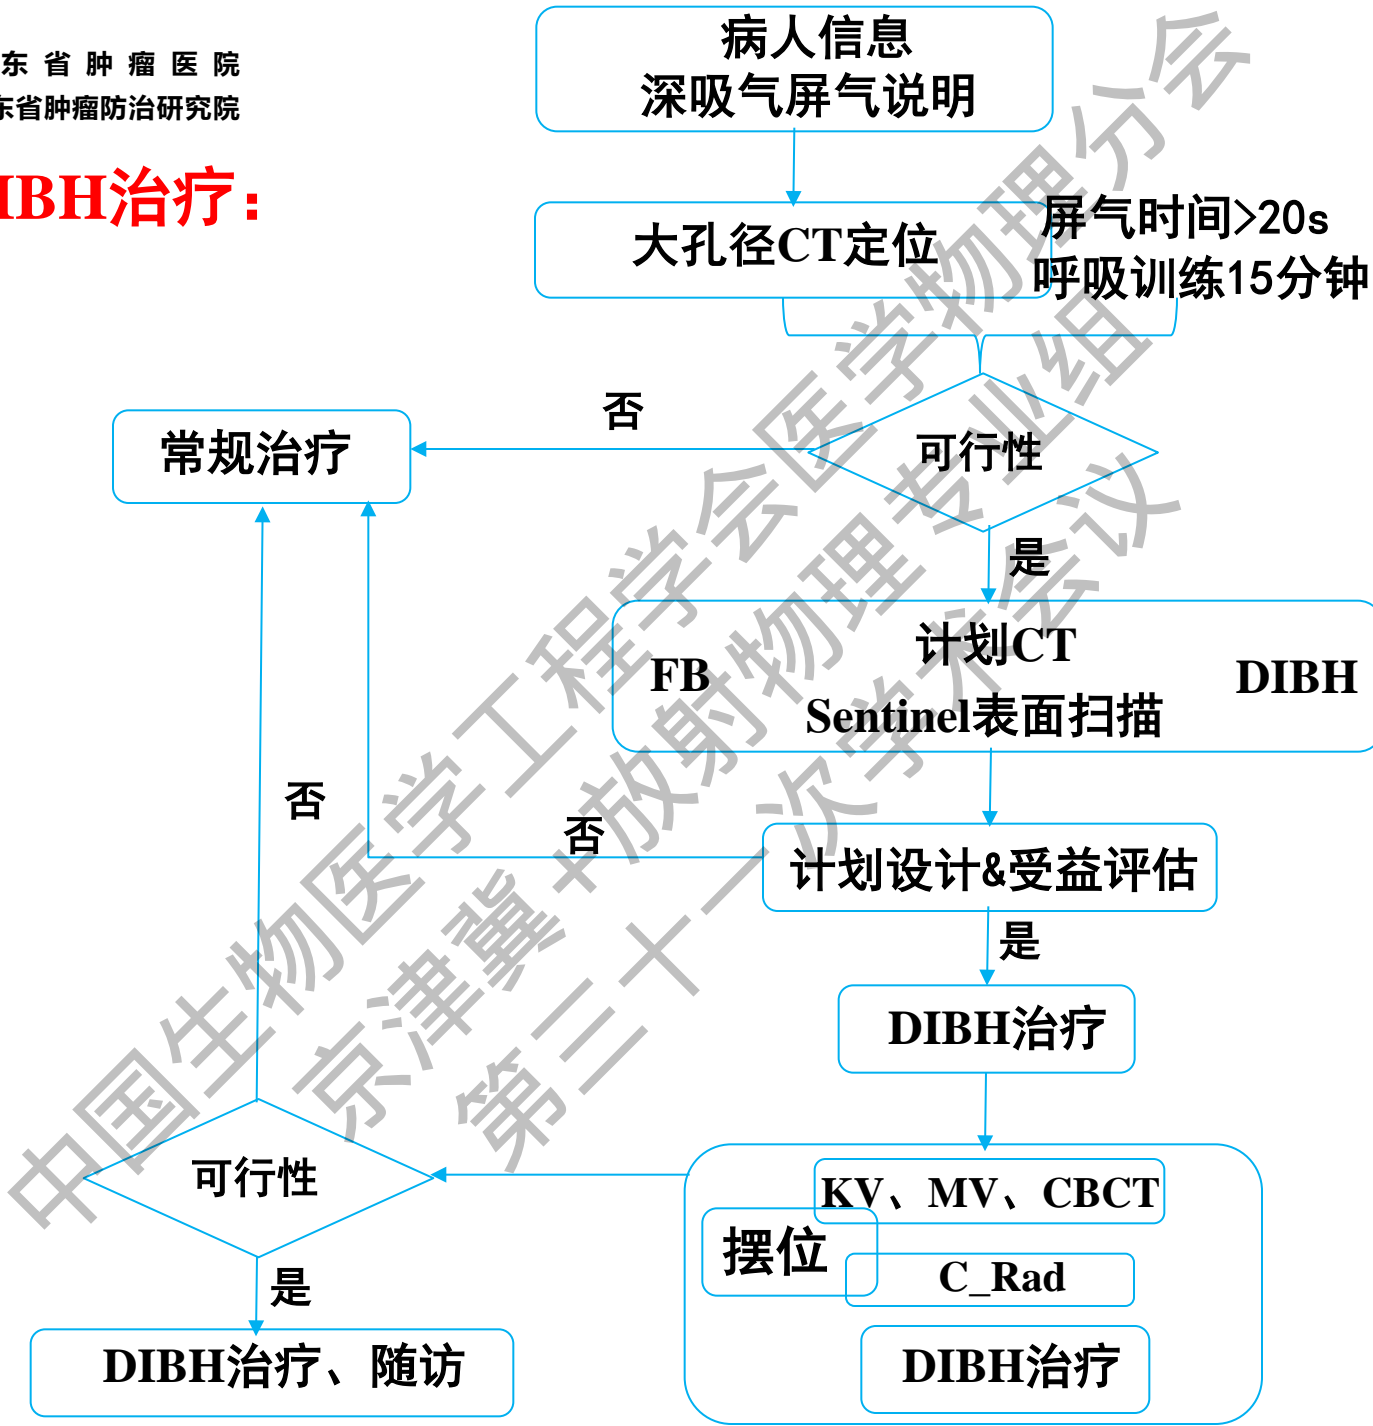 东省肿瘤医院
东省肿瘤防治研究院
IBH治疗：
病人信息
深吸气屏气说明
大孔径CT定位
屏气时间>20s
呼吸训练15分钟
否
常规治疗
可行性
是
计划CT
FB
DIBH
Sentinel表面扫描
否
否
计划设计&受益评估
是
DIBH治疗
可行性
KV、MV、CBCT
摆位
C_Rad
是
DIBH治疗、随访
DIBH治疗
中国生物医学工程学会医学物理分会
京津冀+放射物理专业组
第三十一次学术会议